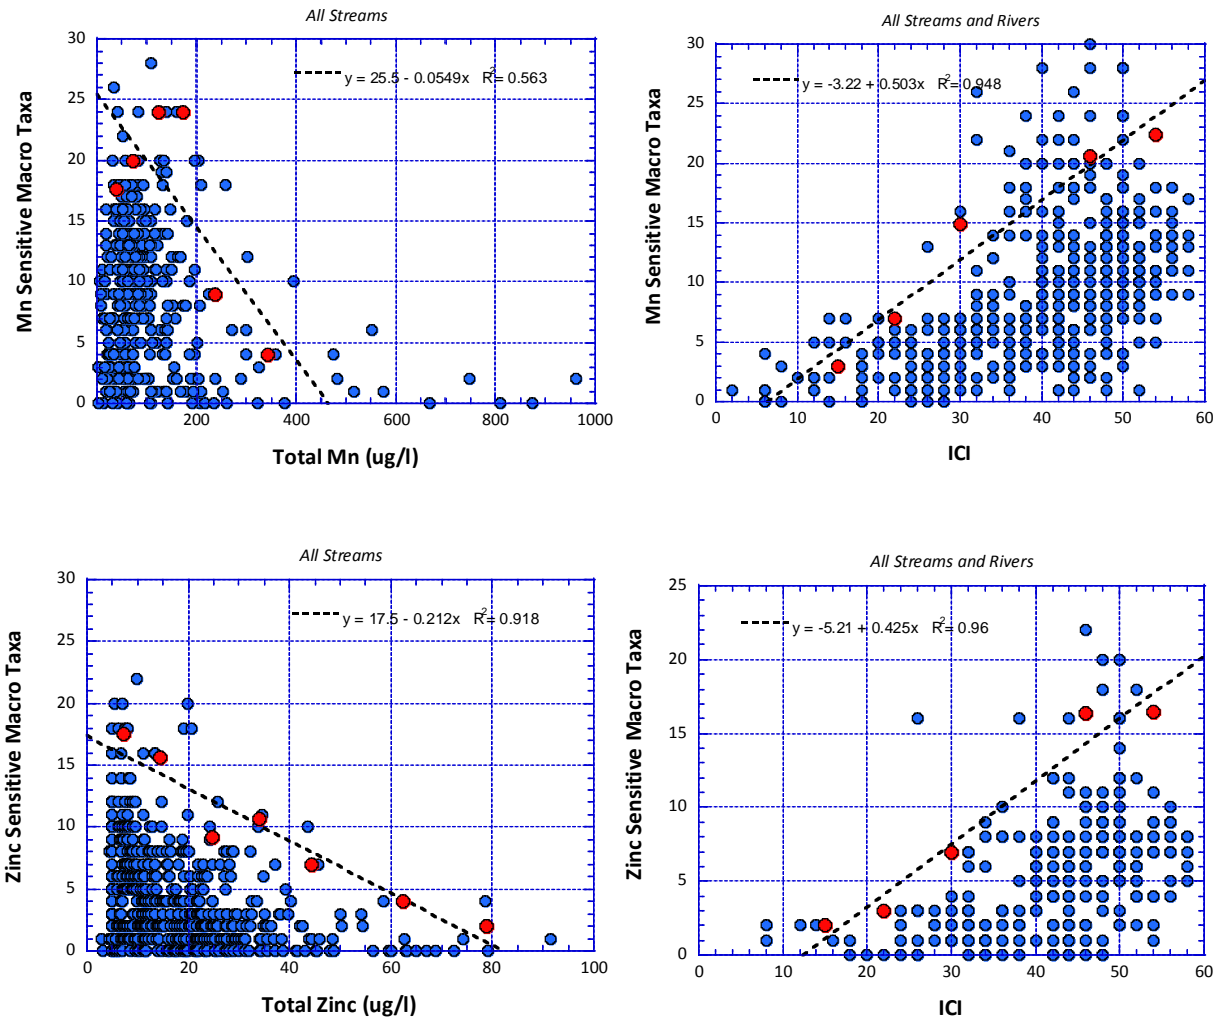 All Streams
30
25
20
15
10
5
0
Mn Sensitive Macro Taxa
y = 25.5 - 0.0549x R² = 0.563
0 200 400 600 800 1000
Total Mn (ug/l)
All Streams and Rivers
30
25
20
15
10
5
0
Mn Sensitive Macro Taxa
y = -3.22 + 0.503x R² = 0.948
0 10 20 30 40 50 60
ICI
All Streams
30
25
20
15
10
5
0
Zinc Sensitive Macro Taxa
y = 17.5 - 0.212x R² = 0.918
0 20 40 60 80 100
Total Zinc (ug/l)
All Streams and Rivers
25
20
15
10
5
0
Zinc Sensitive Macro Taxa
y = -5.21 + 0.425x R² = 0.96
0 10 20 30 40 50 60
ICI